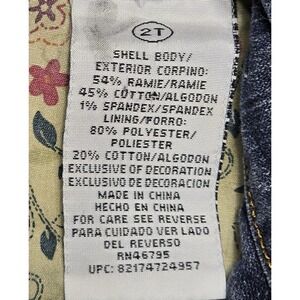 2T
SHELL BODY/
EXTERIOR CORPINO:
54% RAMIE/RAMIE
45% COTTON/ALGODON
1% SPANDEX/SPANDEX
LINING/FORRO:
80% POLYESTER/
POLIESTER
20% COTTON/ALGODON
EXCLUSIVE OF DECORATION
EXCLUSIVO DE DECORACION
MADE IN CHINA
HECHO EN CHINA
FOR CARE SEE REVERSE
PARA CUIDADO VER LADO
DEL REVERSO
RN46795
UPC: 82174724957